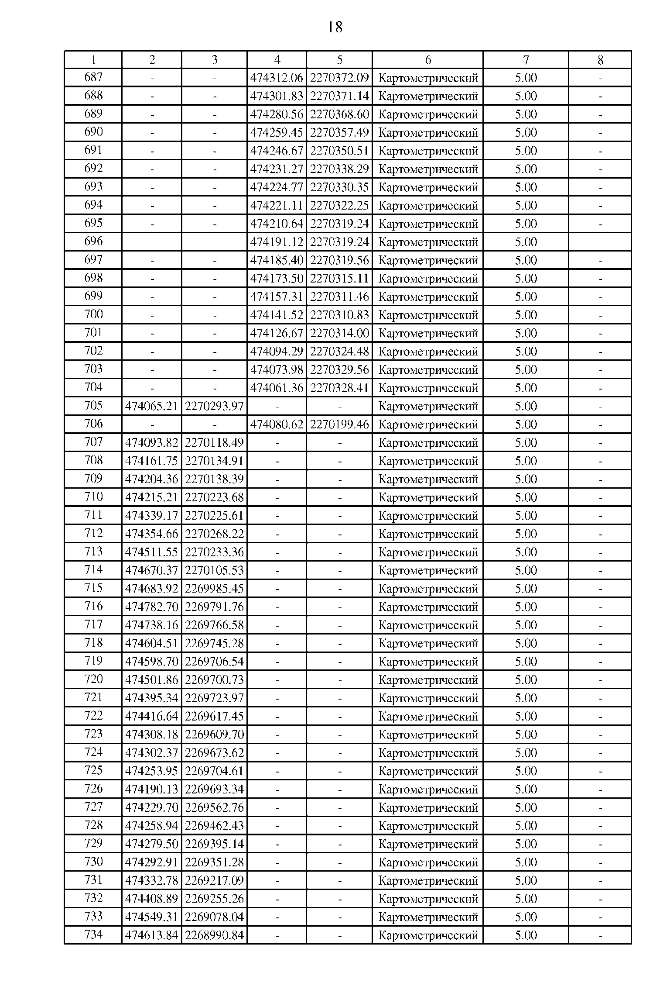 18
1 2 3 4 5 6 7 8
687 - - 474312.06 2270372.09 Картометрический 5.00 -
688 - - 474301.83 2270371.14 Картометрический 5.00 -
689 - - 474280.56 2270368.60 Картометрический 5.00 -
690 - - 474259.45 2270357.49 Картометрический 5.00 -
691 - - 474246.67 2270350.51 Картометрический 5.00 -
692 - - 474231.27 2270338.29 Картометрический 5.00 -
693 - - 474224.77 2270330.35 Картометрический 5.00 -
694 - - 474221.11 2270322.25 Картометрический 5.00 -
695 - - 474210.64 2270319.24 Картометрический 5.00 -
696 - - 474191.12 2270319.24 Картометрический 5.00 -
697 - - 474185.40 2270319.56 Картометрический 5.00 -
698 - - 474173.50 2270315.11 Картометрический 5.00 -
699 - - 474157.31 2270311.46 Картометрический 5.00 -
700 - - 474141.52 2270310.83 Картометрический 5.00 -
701 - - 474126.67 2270314.00 Картометрический 5.00 -
702 - - 474094.29 2270324.48 Картометрический 5.00 -
703 - - 474073.98 2270329.56 Картометрический 5.00 -
704 - - 474061.36 2270328.41 Картометрический 5.00 -
705 474065.21 2270293.97 - - Картометрический 5.00 -
706 - - 474080.62 2270199.46 Картометрический 5.00 -
707 474093.82 2270118.49 - - Картометрический 5.00 -
708 474161.75 2270134.91 - - Картометрический 5.00 -
709 474204.36 2270138.39 - - Картометрический 5.00 -
710 474215.21 2270223.68 - - Картометрический 5.00 -
711 474339.17 2270225.61 - - Картометрический 5.00 -
712 474354.66 2270268.22 - - Картометрический 5.00 -
713 474511.55 2270233.36 - - Картометрический 5.00 -
714 474670.37 2270105.53 - - Картометрический 5.00 -
715 474683.92 2269985.45 - - Картометрический 5.00 -
716 474782.70 2269791.76 - - Картометрический 5.00 -
717 474738.16 2269766.58 - - Картометрический 5.00 -
718 474604.51 2269745.28 - - Картометрический 5.00 -
719 474598.70 2269706.54 - - Картометрический 5.00 -
720 474501.86 2269700.73 - - Картометрический 5.00 -
721 474395.34 2269723.97 - - Картометрический 5.00 -
722 474416.64 2269617.45 - - Картометрический 5.00 -
723 474308.18 2269609.70 - - Картометрический 5.00 -
724 474302.37 2269673.62 - - Картометрический 5.00 -
725 474253.95 2269704.61 - - Картометрический 5.00 -
726 474190.13 2269693.34 - - Картометрический 5.00 -
727 474229.70 2269562.76 - - Картометрический 5.00 -
728 474258.94 2269462.43 - - Картометрический 5.00 -
729 474279.50 2269395.14 - - Картометрический 5.00 -
730 474292.91 2269351.28 - - Картометрический 5.00 -
731 474332.78 2269217.09 - - Картометрический 5.00 -
732 474408.89 2269255.26 - - Картометрический 5.00 -
733 474549.31 2269078.04 - - Картометрический 5.00 -
734 474613.84 2268990.84 - - Картометрический 5.00 -